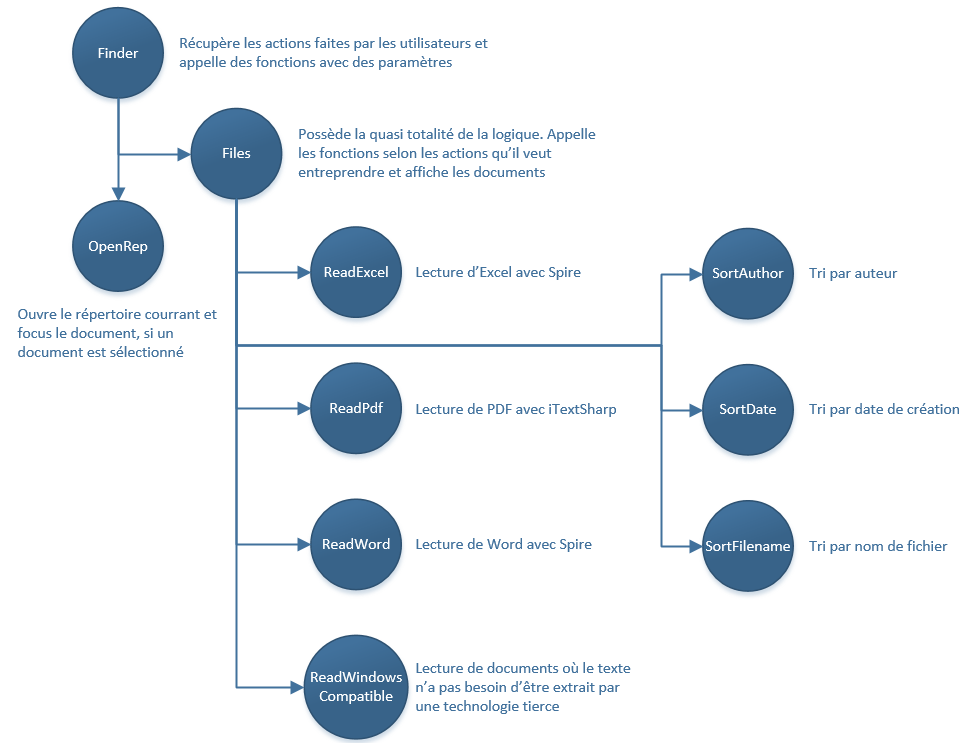 Finder
Récupère les actions faites par les utilisateurs et
appelle des fonctions avec des paramètres
Files
Possède la quasi totalité de la logique. Appelle
les fonctions selon les actions qu’il veut
entreprendre et affiche les documents
OpenRep
Ouvre le répertoire courrant et
focus le document, si un
document est sélectionné
ReadExcel
Lecture d’Excel avec Spire
SortAuthor
Tri par auteur
ReadPdf
Lecture de PDF avec iTextSharp
SortDate
Tri par date de création
ReadWord
Lecture de Word avec Spire
SortFilename
Tri par nom de fichier
ReadWindows
Compatible
Lecture de documents où le texte
n’a pas besoin d’être extrait par
une technologie tierce